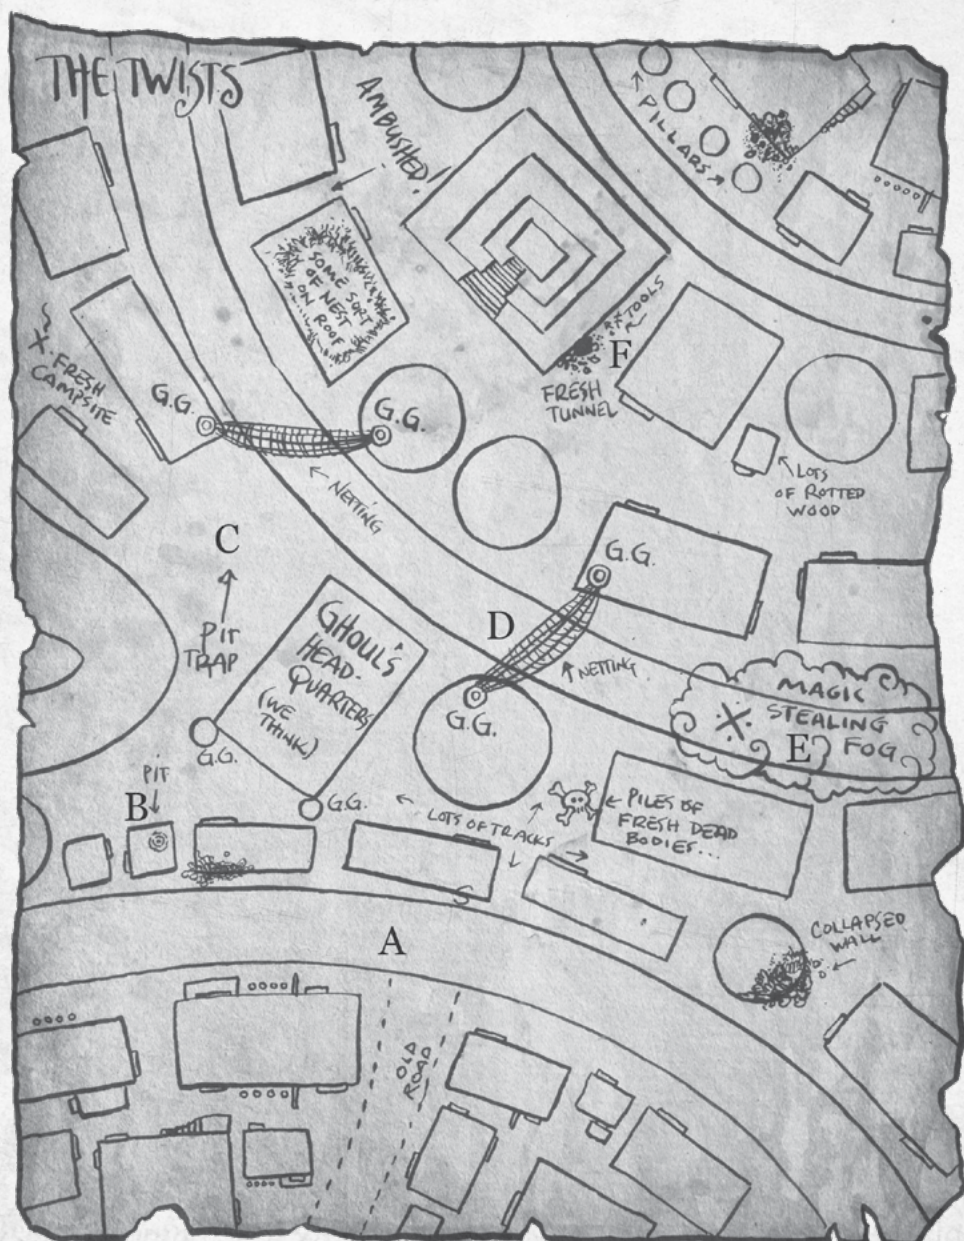 THE TWISTS
AMBUSHED!
PILLARS
SOME SORT
OF NEST
ON ROOF
X-FRESH
CAMPSITE
TOOLS
F
FRESH
TUNNEL
G.G.
G.G.
NETTING
LOTS
OF ROTTED
WOOD
C
PIT
TRAP
G.G.
D
NETTING
G.G.
GHOUL'S
HEAD-
QUARTERS
(WE
THINK)
G.G.
G.G.
MAGIC
STEALING
FOG
X
E
PIT
B
LOTS OF TRACKS
PILES OF
FRESH DEAD
BODIES...
S
A
COLLAPSED
WALL
OLD
ROAD